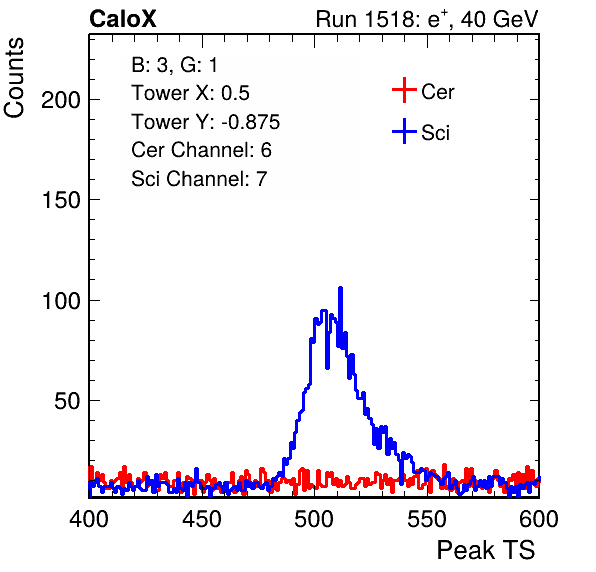 CaloX Run 1518: e+, 40 GeV
Counts
B: 3, G: 1
Tower X: 0.5
Tower Y: -0.875
Cer Channel: 6
Sci Channel: 7
Cer
Sci
200
150
100
50
400 450 500 550 600
Peak TS